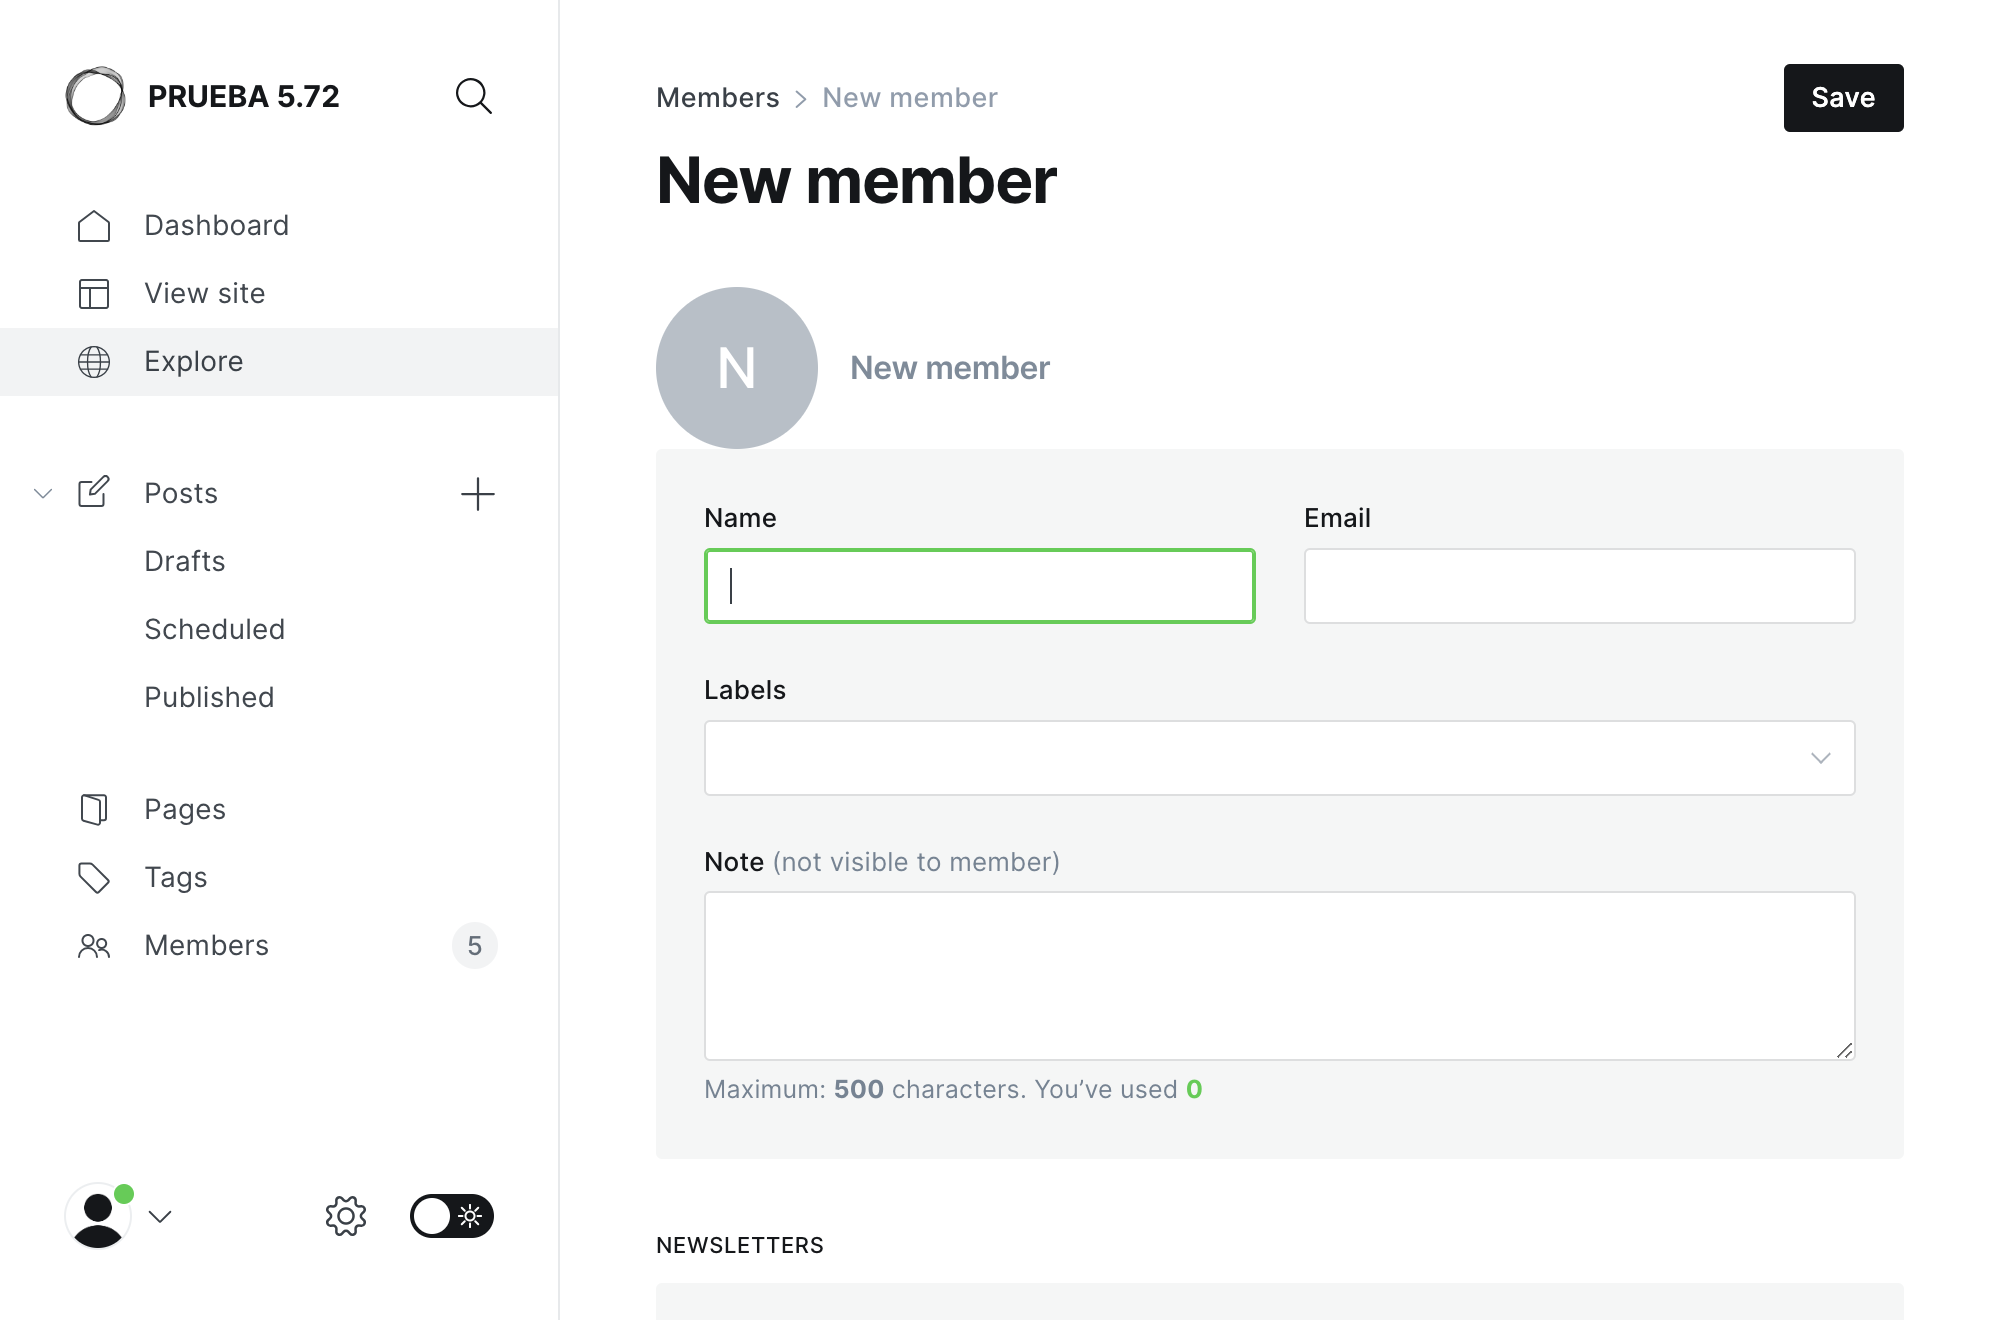 PRUEBA 5.72
Dashboard
View site
Explore
Posts
Drafts
Scheduled
Published
Pages
Tags
Members 5
Members > New member
Save
New member
N
New member
Name
Email
Labels
Note (not visible to member)
Maximum: 500 characters. You’ve used 0
NEWSLETTERS